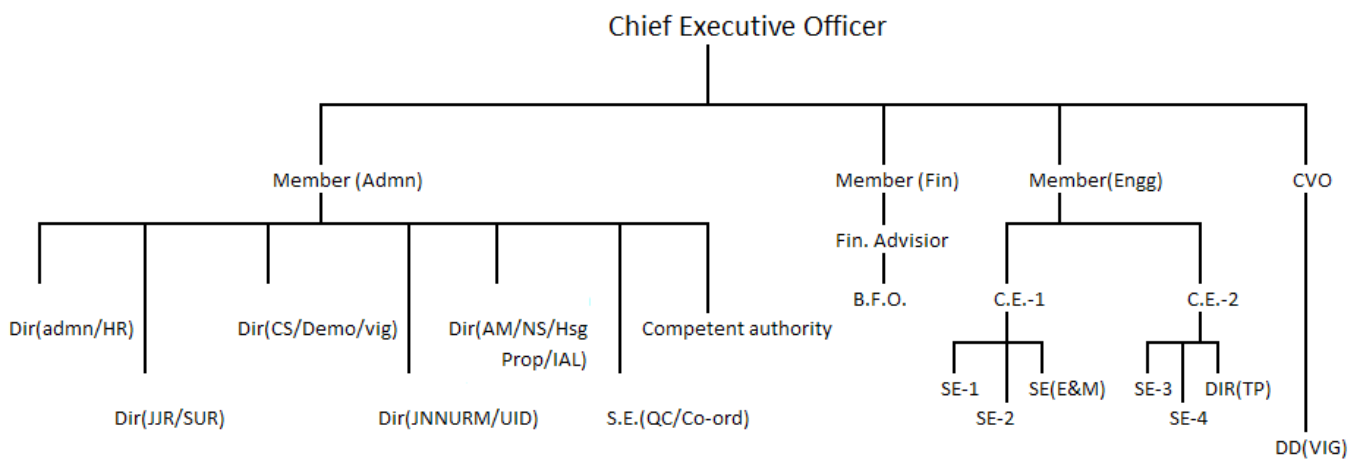 Chief Executive Officer
Member (Admn)
Member (Fin)
Member(Engg)
CVO
Fin. Advisior
B.F.O.
C.E.-1
C.E.-2
Dir(admn/HR)
Dir(CS/Demo/vig)
Dir(AM/NS/Hsg
Prop/IAL)
Competent authority
SE-1
SE(E&M)
SE-3
DIR(TP)
Dir(JJR/SUR)
Dir(JNNURM/UID)
S.E.(QC/Co-ord)
SE-2
SE-4
DD(VIG)